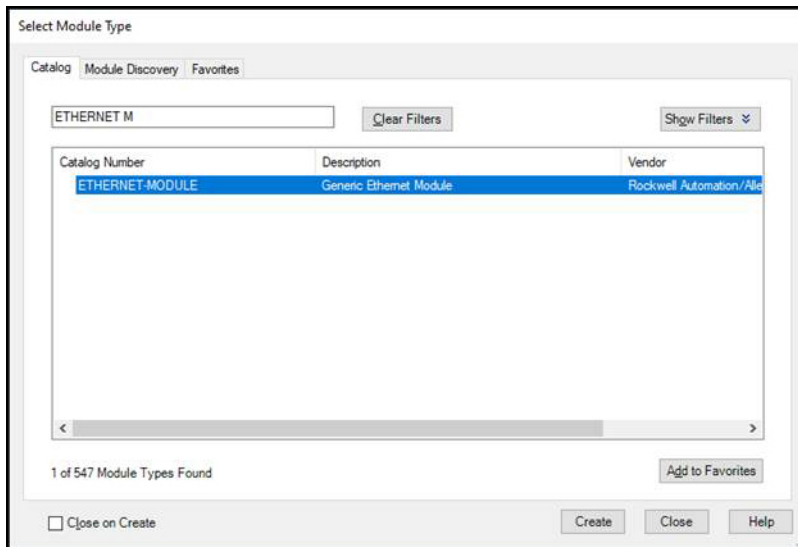 Select Module Type
Catalog Module Discovery Favorites
ETHERNET M Clear Filters Show Filters
Catalog Number Description Vendor
ETHERNET-MODULE Generic Ethernet Module Rockwell Automation/Alle
1 of 547 Module Types Found Add to Favorites
Close on Create Create Close Help